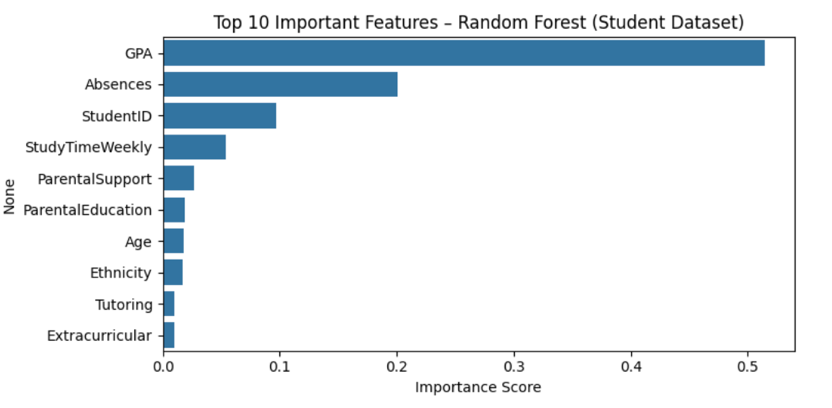 Top 10 Important Features – Random Forest (Student Dataset)
None
GPA
Absences
StudentID
StudyTimeWeekly
ParentalSupport
ParentalEducation
Age
Ethnicity
Tutoring
Extracurricular
0.0 0.1 0.2 0.3 0.4 0.5
Importance Score